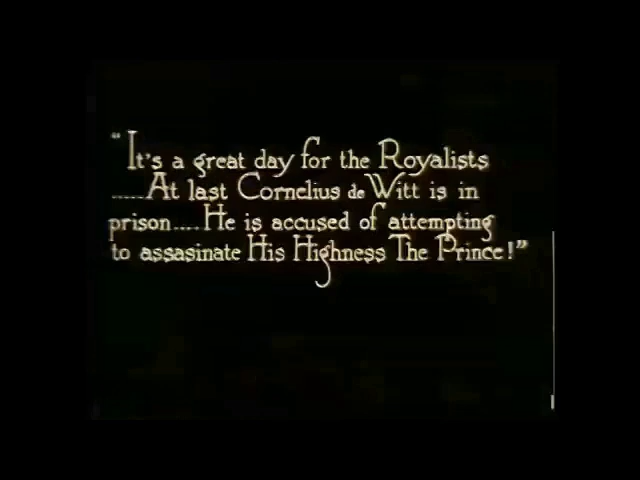 “It's a great day for the Royalists
.....At last Cornelius de Witt is in
prison.... He is accused of attempting
to assasinate His Highness The Prince!”